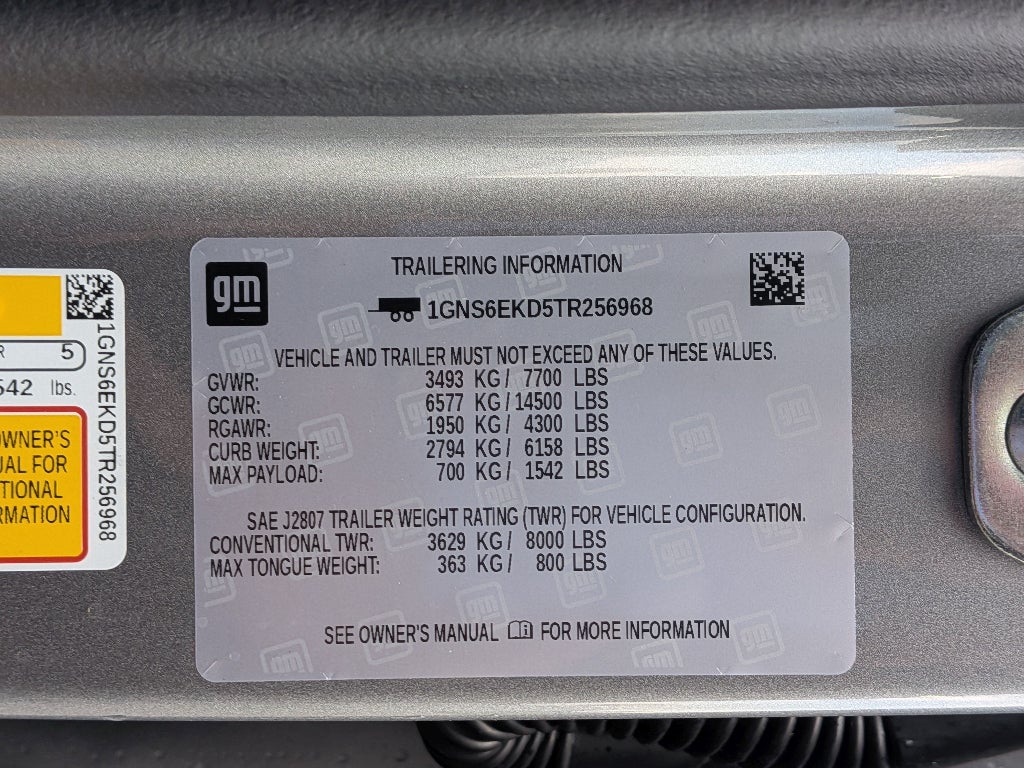 gm
TRAILERING INFORMATION
1GNS6EKD5TR256968
VEHICLE AND TRAILER MUST NOT EXCEED ANY OF THESE VALUES.
GVWR: 3493 KG/ 7700 LBS
GCWR: 6577 KG/ 14500 LBS
RGAWR: 1950 KG/ 4300 LBS
CURB WEIGHT: 2794 KG/ 6158 LBS
MAX PAYLOAD: 700 KG/ 1542 LBS
SAE J2807 TRAILER WEIGHT RATING (TWR) FOR VEHICLE CONFIGURATION.
CONVENTIONAL TWR: 3629 KG/ 8000 LBS
MAX TONGUE WEIGHT: 363 KG/ 800 LBS
SEE OWNER'S MANUAL FOR MORE INFORMATION
R 5
542 lbs.
OWNER'S
UAL FOR
TIONAL
RMATION
1GNS6EKD5TR256968